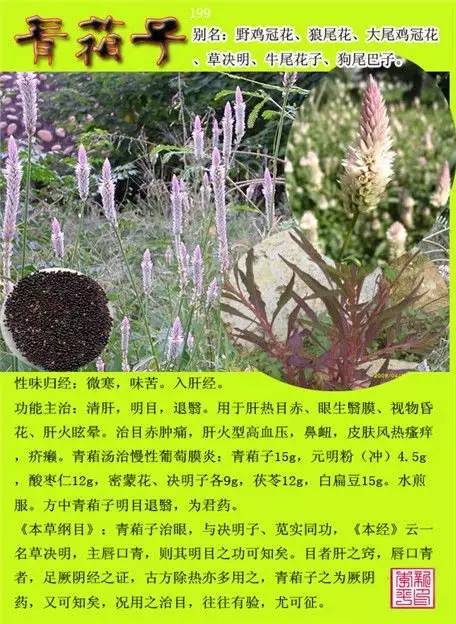 199
青葙子
别名：野鸡冠花、狼尾花、大尾鸡冠花
、草决明、牛尾花子、狗尾巴子。
性味归经：微寒，味苦。入肝经。
功能主治：清肝，明目，退翳。用于肝热目赤、眼生翳膜、视物昏
花、肝火眩晕。治目赤肿痛，肝火型高血压，鼻衄，皮肤风热瘙痒
，疥癞。青葙汤治慢性葡萄膜炎：青葙子15g，元明粉（冲）4.5g
，酸枣仁12g，密蒙花、决明子各9g，茯苓12g，白扁豆15g。水煎
服。方中青葙子明目退翳，为君药。
《本草纲目》：青葙子治眼，与决明子、苋实同功，《本经》云一
名草决明，主唇口青，则其明目之功可知矣。目者肝之窍，唇口青
者，足厥阴经之证，古方除热亦多用之，青葙子之为厥阴
药，又可知矣，况用之治目，往往有验，尤可征。